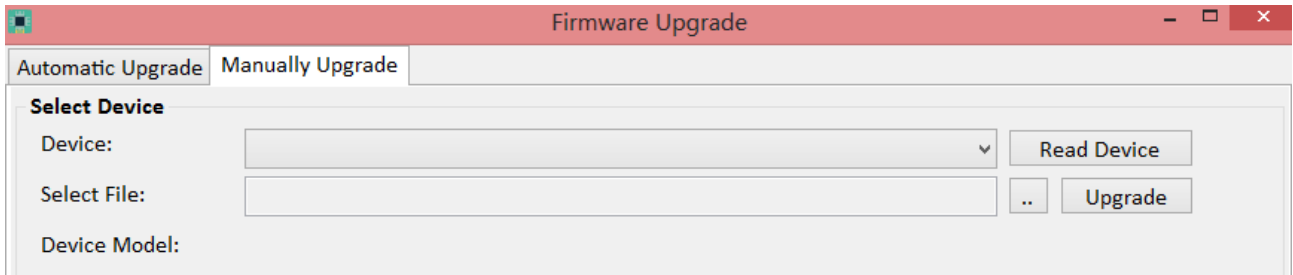 Firmware Upgrade
Automatic Upgrade Manually Upgrade
Select Device
Device: Read Device
Select File: .. Upgrade
Device Model: